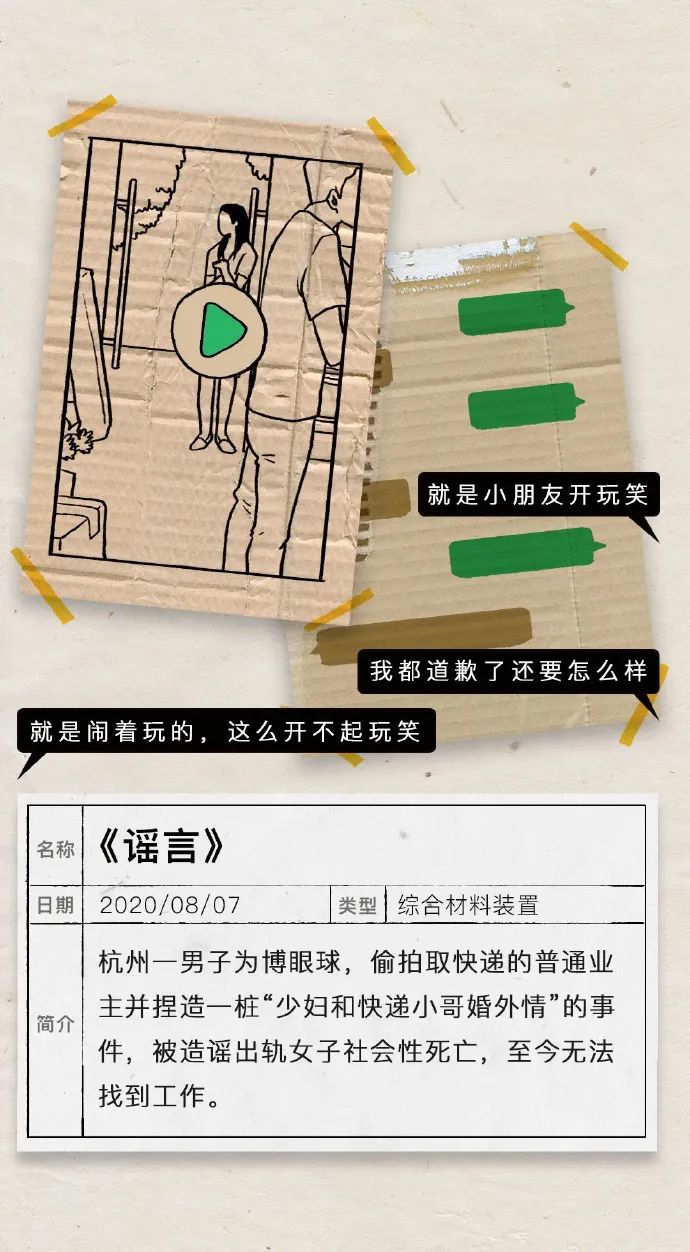 就是小朋友开玩笑
我都道歉了还要怎么样
就是闹着玩的，这么开不起玩笑
名称 《谣言》
日期 2020/08/07 类型 综合材料装置
简介
杭州一男子为博眼球，偷拍取快递的普通业
主并捏造一桩“少妇和快递小哥婚外情”的事
件，被造谣出轨女子社会性死亡，至今无法
找到工作。